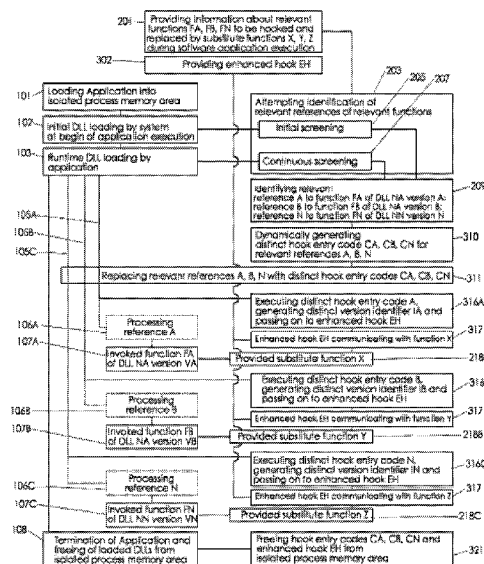 201
Providing information about relevant
functions FA, FB, FN to be hooked and
replaced by substitute functions X, Y, Z
during software application execution
302
Providing enhanced hook EH
101
Loading Application into
isolated process memory area
102
Initial DLL loading by system
at begin of application execution
103
Runtime DLL loading by
application
203
205
207
Attempting identification of
relevant references of relevant functions
Initial screening
Continuous screening
209
Identifying relevant
reference A to function FA of DLL NA version A;
reference B to function FB of DLL NA version B;
reference N to function FN of DLL NN version N
310
Dynamically generating
distinct hook entry code CA, CB, CN for
relevant references A, B, N
105A
105B
105C
Replacing relevant references A, B, N with distinct hook entry codes CA, CB, CN
311
Executing distinct hook entry code A,
generating distinct version identifier IA and
passing on to enhanced hook EH
316A
106A
Processing
reference A
Enhanced hook EH communicating with function X
317
107A
Invoked function FA
of DLL NA version VA
Provided substitute function X
218
Executing distinct hook entry code B,
generating distinct version identifier IB and
passing on to enhanced hook EH
316
106B
Processing
reference B
Enhanced hook EH communicating with function Y
317
107B
Invoked function FB
of DLL NA version VB
Provided substitute function Y
218B
Executing distinct hook entry code N,
generating distinct version identifier IN and
passing on to enhanced hook EH
316C
106C
Processing
reference N
Enhanced hook EH communicating with function Z
317
107C
Invoked function FN
of DLL NN version VN
Provided substitute function Z
218C
108
Termination of Application and
freeing of loaded DLLs from
isolated process memory area
Freeing hook entry codes CA, CB, CN and
enhanced hook EH from
isolated process memory area
321